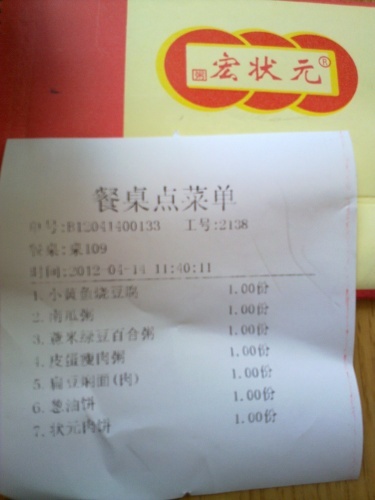 宏状元®
粥
餐桌点菜单
单号:B12041400133 工号:2138
餐桌:桌109
时间:2012-04-14 11:40:11
1.小黄条烧豆腐 1.00份
2.南瓜粥 1.00份
3.薏米绿豆百合粥 1.00份
4.皮蛋瘦肉粥 1.00份
5.扁豆焖面(肉) 1.00份
6.葱油饼 1.00份
7.状元肉饼 1.00份